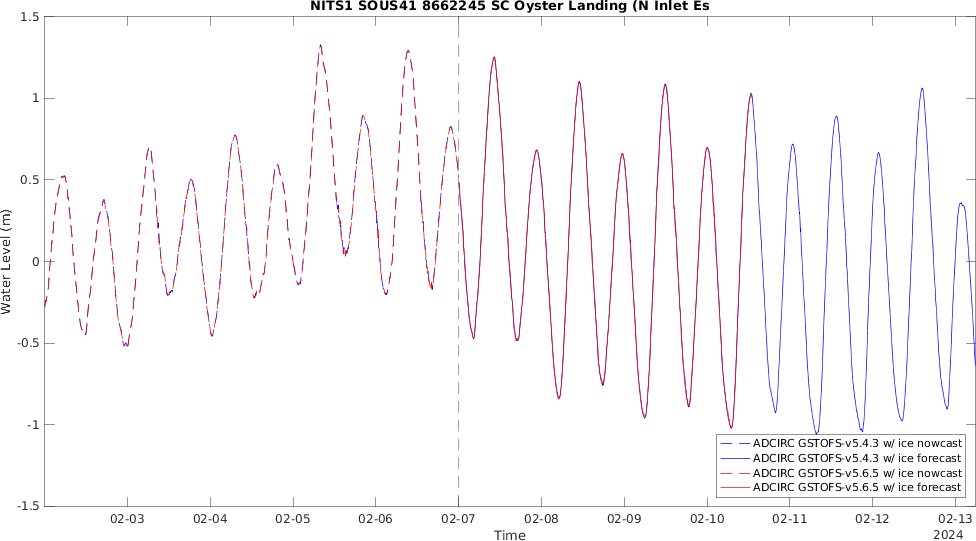 NITS1 SOUS41 8662245 SC Oyster Landing (N Inlet Es
1.5
1
0.5
0
-0.5
-1
-1.5
Water Level (m)
ADCIRC GSTOFS-v5.4.3 w/ ice nowcast
ADCIRC GSTOFS-v5.4.3 w/ ice forecast
ADCIRC GSTOFS-v5.6.5 w/ ice nowcast
ADCIRC GSTOFS-v5.6.5 w/ ice forecast
02-03 02-04 02-05 02-06 02-07 02-08 02-09 02-10 02-11 02-12 02-13
Time 2024